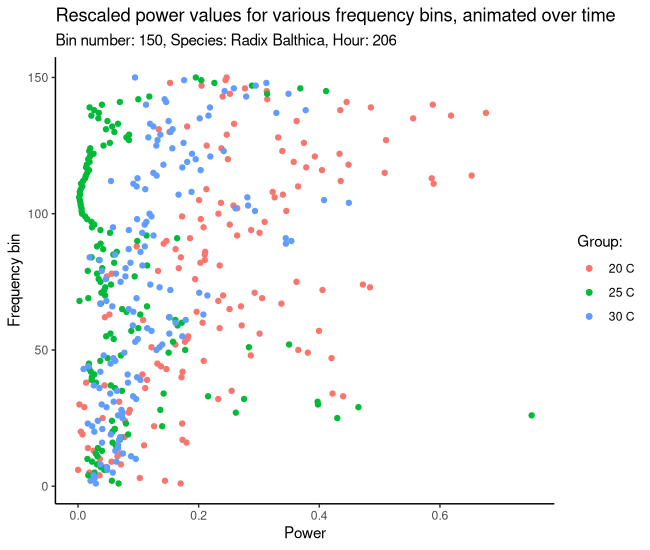 Rescaled power values for various frequency bins, animated over time
Bin number: 150, Species: Radix Balthica, Hour: 206
150
100
50
0
Frequency bin
0.0 0.2 0.4 0.6
Power
Group:
20 C
25 C
30 C